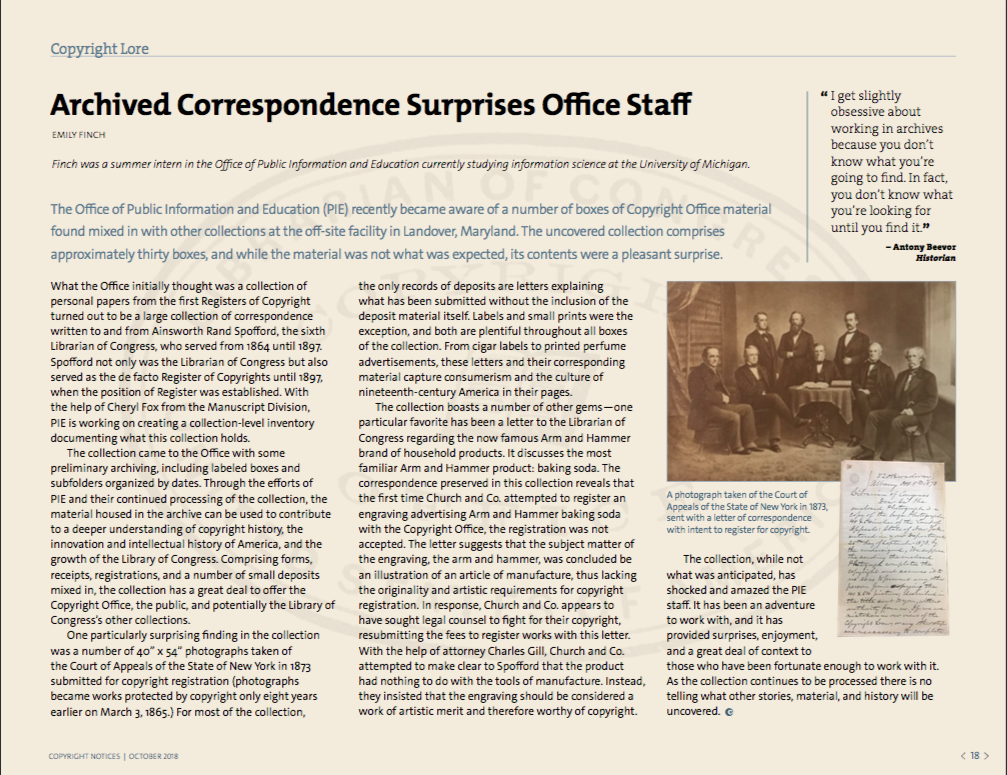 Copyright Lore
Archived Correspondence Surprises Office Staff
EMILY FINCH
Finch was a summer intern in the Office of Public Information and Education currently studying information science at the University of Michigan.
The Office of Public Information and Education (PIE) recently became aware of a number of boxes of Copyright Office material
found mixed in with other collections at the off-site facility in Landover, Maryland. The uncovered collection comprises
approximately thirty boxes, and while the material was not what was expected, its contents were a pleasant surprise.
“ I get slightly
obsessive about
working in archives
because you don’t
know what you’re
going to find. In fact,
you don’t know what
you’re looking for
until you find it.”
– Antony Beevor
Historian
What the Office initially thought was a collection of
personal papers from the first Registers of Copyright
turned out to be a large collection of correspondence
written to and from Ainsworth Rand Spofford, the sixth
Librarian of Congress, who served from 1864 until 1897.
Spofford not only was the Librarian of Congress but also
served as the de facto Register of Copyrights until 1897,
when the position of Register was established. With
the help of Cheryl Fox from the Manuscript Division,
PIE is working on creating a collection-level inventory
documenting what this collection holds.
The collection came to the Office with some
preliminary archiving, including labeled boxes and
subfolders organized by dates. Through the efforts of
PIE and their continued processing of the collection, the
material housed in the archive can be used to contribute
to a deeper understanding of copyright history, the
innovation and intellectual history of America, and the
growth of the Library of Congress. Comprising forms,
receipts, registrations, and a number of small deposits
mixed in, the collection has a great deal to offer the
Copyright Office, the public, and potentially the Library of
Congress’s other collections.
One particularly surprising finding in the collection
was a number of 40” x 54” photographs taken of
the Court of Appeals of the State of New York in 1873
submitted for copyright registration (photographs
became works protected by copyright only eight years
earlier on March 3, 1865.) For most of the collection,
the only records of deposits are letters explaining
what has been submitted without the inclusion of the
deposit material itself. Labels and small prints were the
exception, and both are plentiful throughout all boxes
of the collection. From cigar labels to printed perfume
advertisements, these letters and their corresponding
material capture consumerism and the culture of
nineteenth-century America in their pages.
The collection boasts a number of other gems—one
particular favorite has been a letter to the Librarian of
Congress regarding the now famous Arm and Hammer
brand of household products. It discusses the most
familiar Arm and Hammer product: baking soda. The
correspondence preserved in this collection reveals that
the first time Church and Co. attempted to register an
engraving advertising Arm and Hammer baking soda
with the Copyright Office, the registration was not
accepted. The letter suggests that the subject matter of
the engraving, the arm and hammer, was concluded be
an illustration of an article of manufacture, thus lacking
the originality and artistic requirements for copyright
registration. In response, Church and Co. appears to
have sought legal counsel to fight for their copyright,
resubmitting the fees to register works with this letter.
With the help of attorney Charles Gill, Church and Co.
attempted to make clear to Spofford that the product
had nothing to do with the tools of manufacture. Instead,
they insisted that the engraving should be considered a
work of artistic merit and therefore worthy of copyright.
A photograph taken of the Court of
Appeals of the State of New York in 1873,
sent with a letter of correspondence
with intent to register for copyright.
The collection, while not
what was anticipated, has
shocked and amazed the PIE
staff. It has been an adventure
to work with, and it has
provided surprises, enjoyment,
and a great deal of context to
those who have been fortunate enough to work with it.
As the collection continues to be processed there is no
telling what other stories, material, and history will be
uncovered.
COPYRIGHT NOTICES | OCTOBER 2018
< 18 >